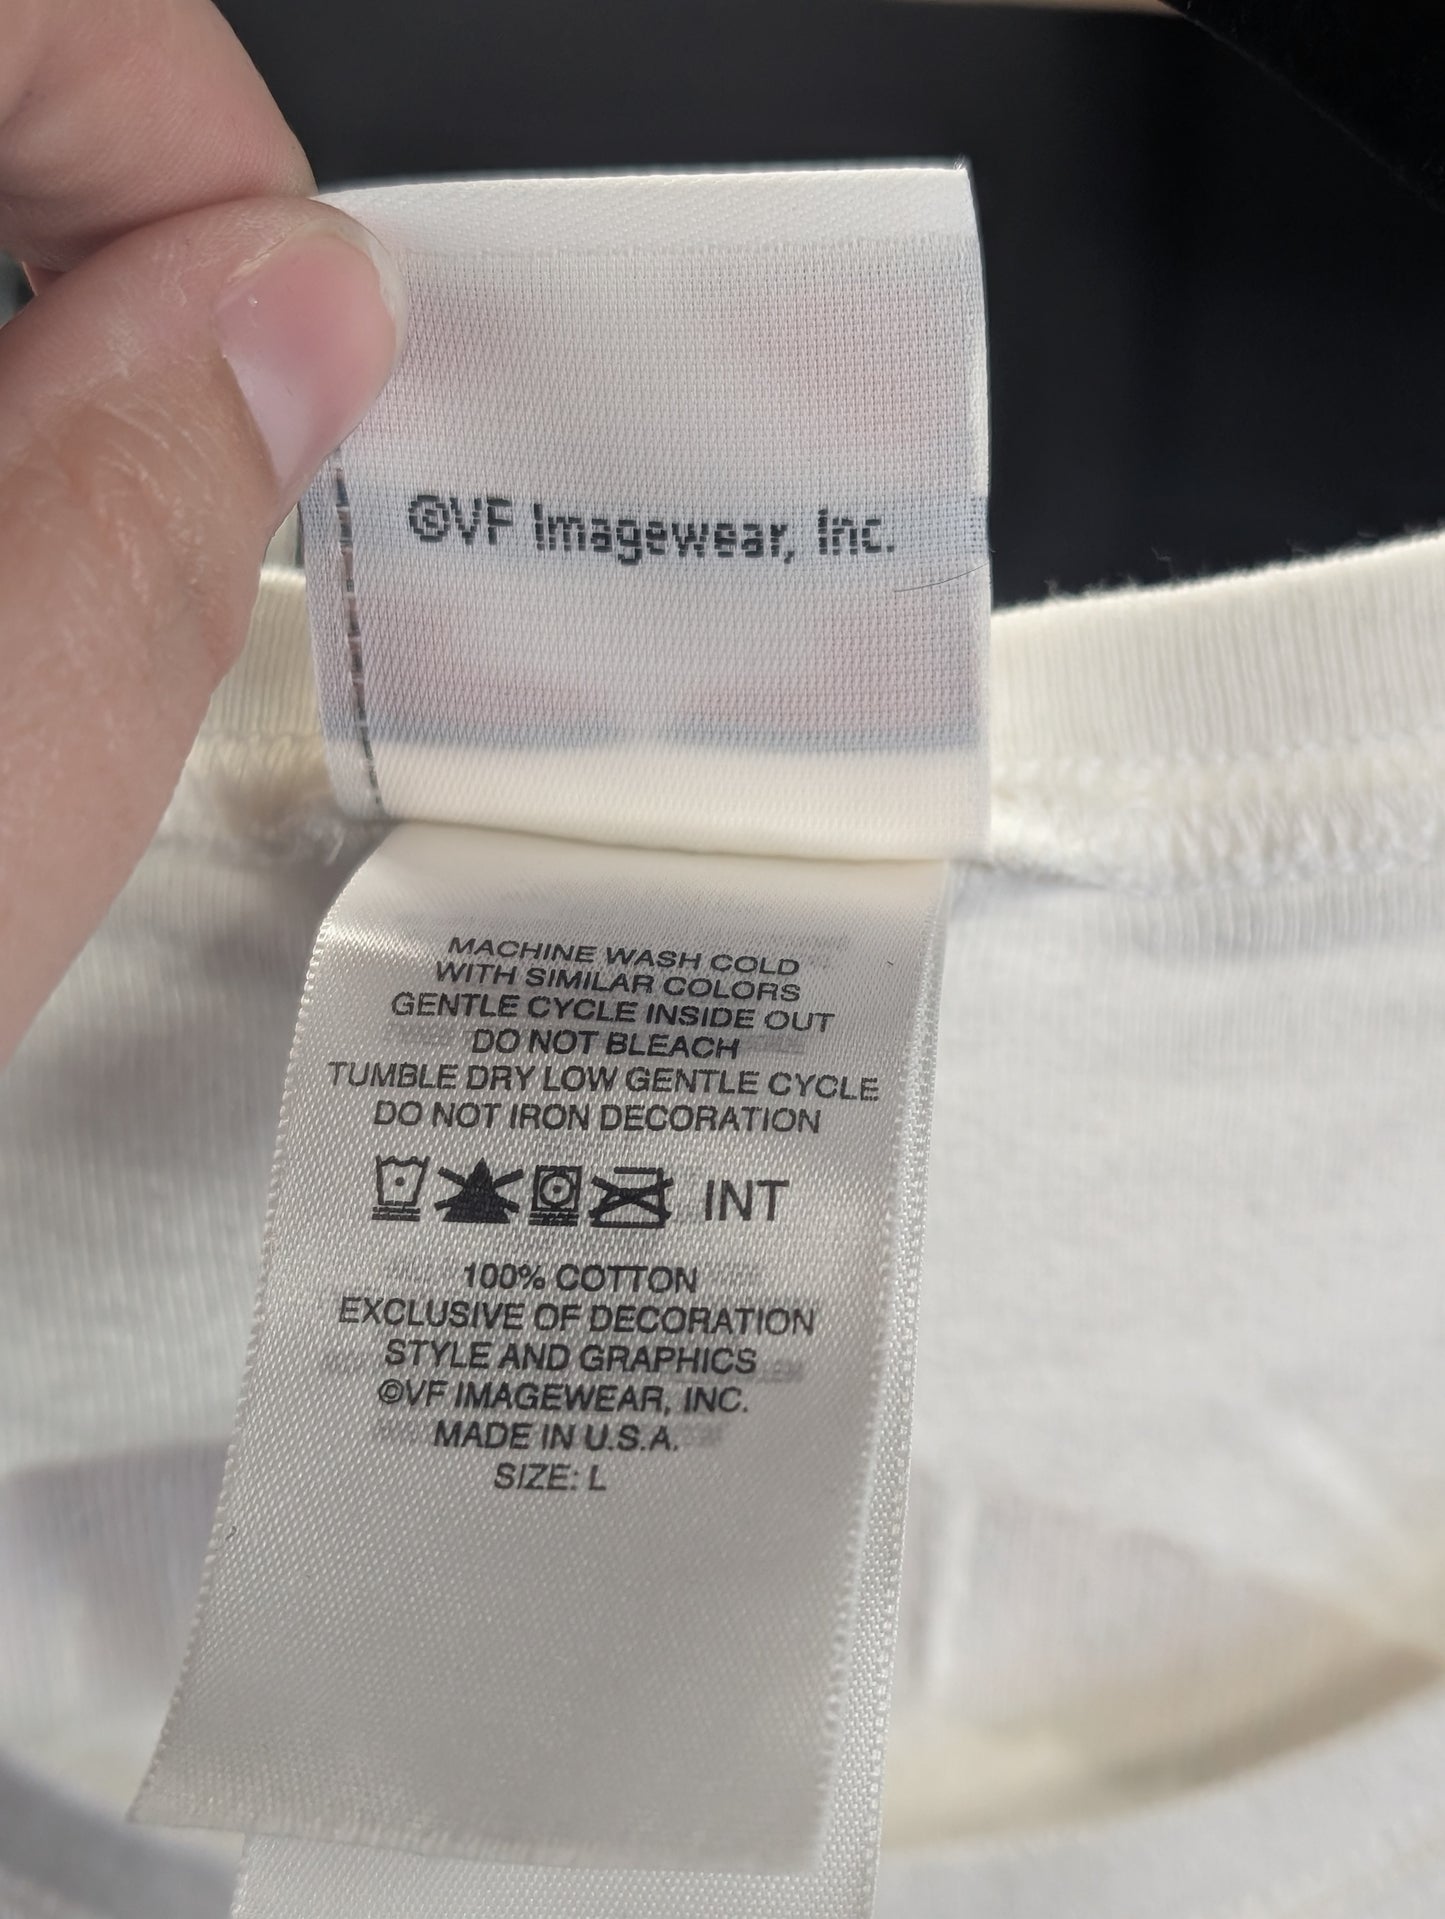 ©VF Imagewear, Inc.
MACHINE WASH COLD
WITH SIMILAR COLORS
GENTLE CYCLE INSIDE OUT
DO NOT BLEACH
TUMBLE DRY LOW GENTLE CYCLE
DO NOT IRON DECORATION
INT
100% COTTON
EXCLUSIVE OF DECORATION
STYLE AND GRAPHICS
©VF IMAGEWEAR, INC.
MADE IN U.S.A.
SIZE: L